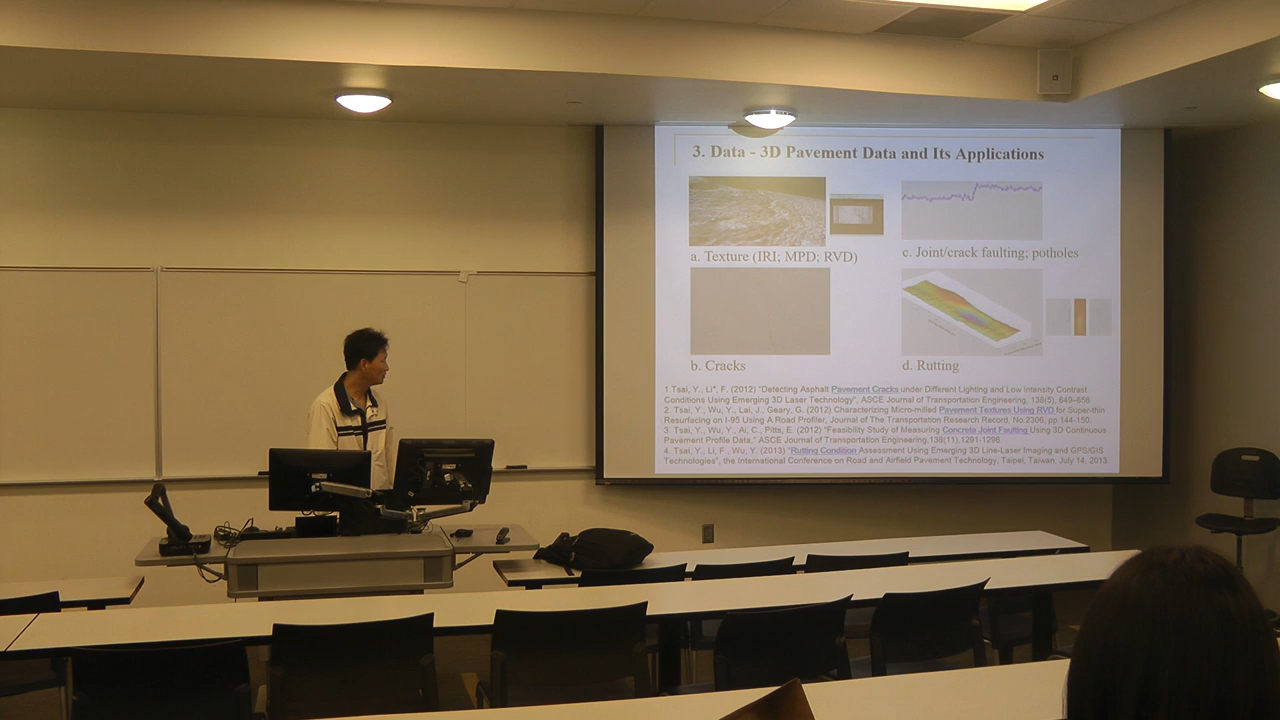 3. Data - 3D Pavement Data and Its Applications
a. Texture (IRI; MPD; RVD)
c. Joint/crack faulting; potholes
b. Cracks
d. Rutting
1 Tsai, Y., Li*, F. (2012) "Detecting Asphalt Pavement Cracks under Different Lighting and Low Intensity Contrast
Conditions Using Emerging 3D Laser Technology", ASCE Journal of Transportation Engineering, 138(5), 649–656
2. Tsai, Y., Wu, Y., Lai, J., Geary, G. (2012) Characterizing Micro-milled Pavement Textures Using RVD for Super-thin
Resurfacing on I-95 Using A Road Profiler, Journal of The Transportation Research Record, No.2306, pp.144-150.
3. Tsai, Y., Wu, Y., Ai, C., Pitts, E. (2012) "Feasibility Study of Measuring Concrete Joint Faulting Using 3D Continuous
Pavement Profile Data," ASCE Journal of Transportation Engineering,138(11),1291-1296.
4. Tsai, Y., Li, F., Wu, Y. (2013) "Rutting Condition Assessment Using Emerging 3D Line-Laser Imaging and GPS/GIS
Technologies", the International Conference on Road and Airfield Pavement Technology, Taipei, Taiwan, July 14, 2013.